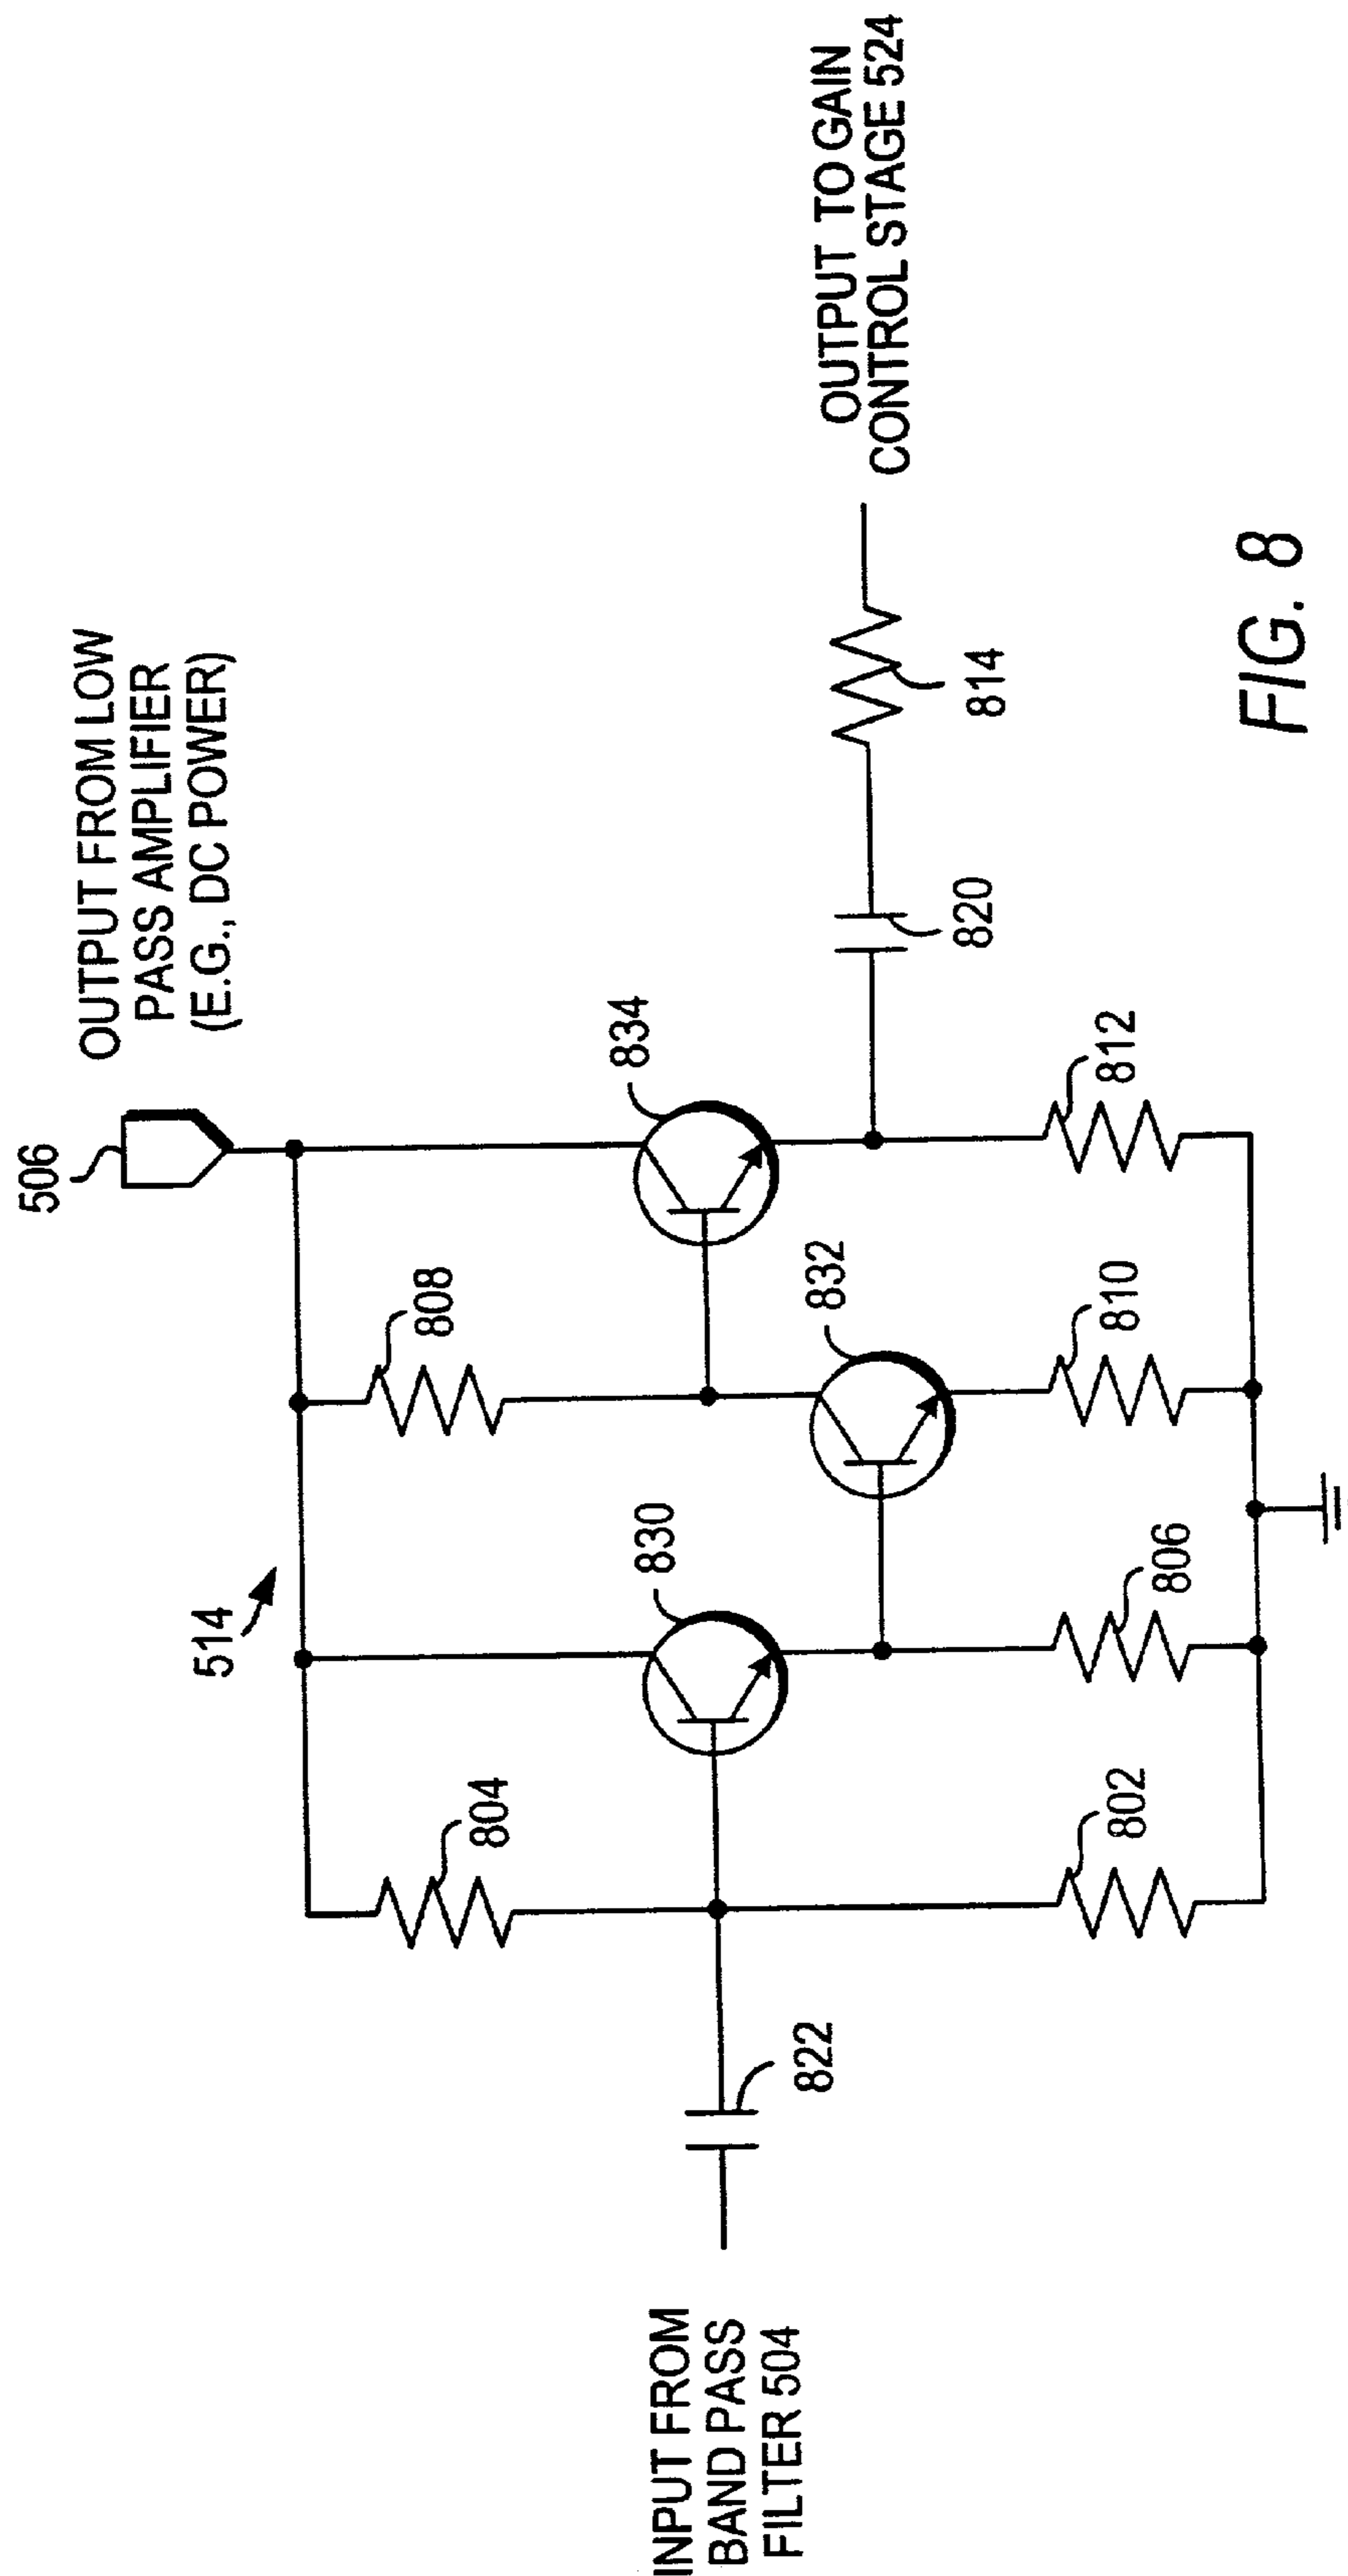 OUTPUT FROM LOW
PASS AMPLIFIER
(E.G., DC POWER)
506
514
804
808
830
834
832
822
802
806
810
812
820
814
INPUT FROM
BAND PASS
FILTER 504
OUTPUT TO GAIN
CONTROL STAGE 524
FIG. 8